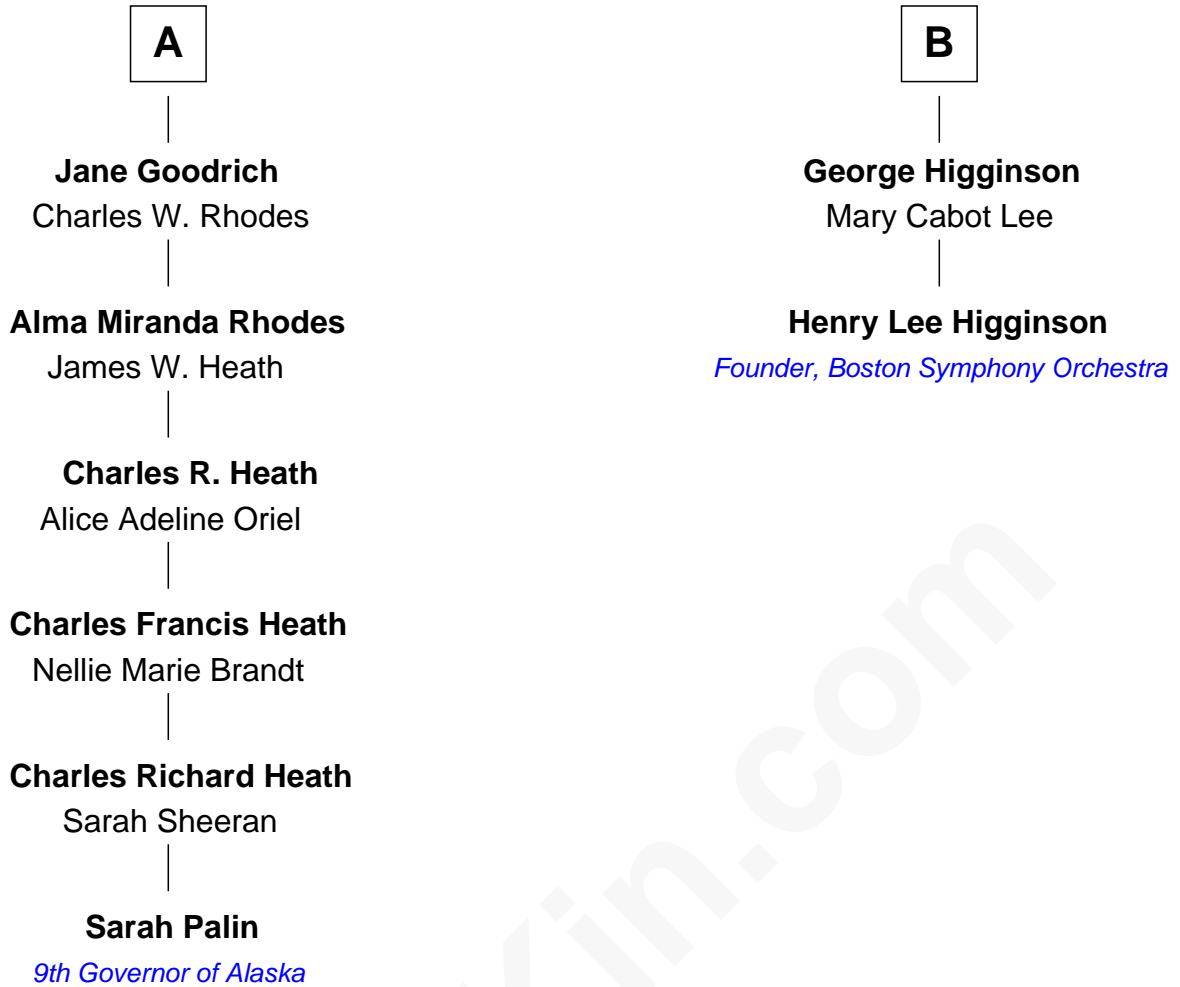 A
B
Jane Goodrich
Charles W. Rhodes
George Higginson
Mary Cabot Lee
Alma Miranda Rhodes
James W. Heath
Henry Lee Higginson
Founder, Boston Symphony Orchestra
Charles R. Heath
Alice Adeline Oriel
Charles Francis Heath
Nellie Marie Brandt
Charles Richard Heath
Sarah Sheeran
Sarah Palin
9th Governor of Alaska
Kin.com